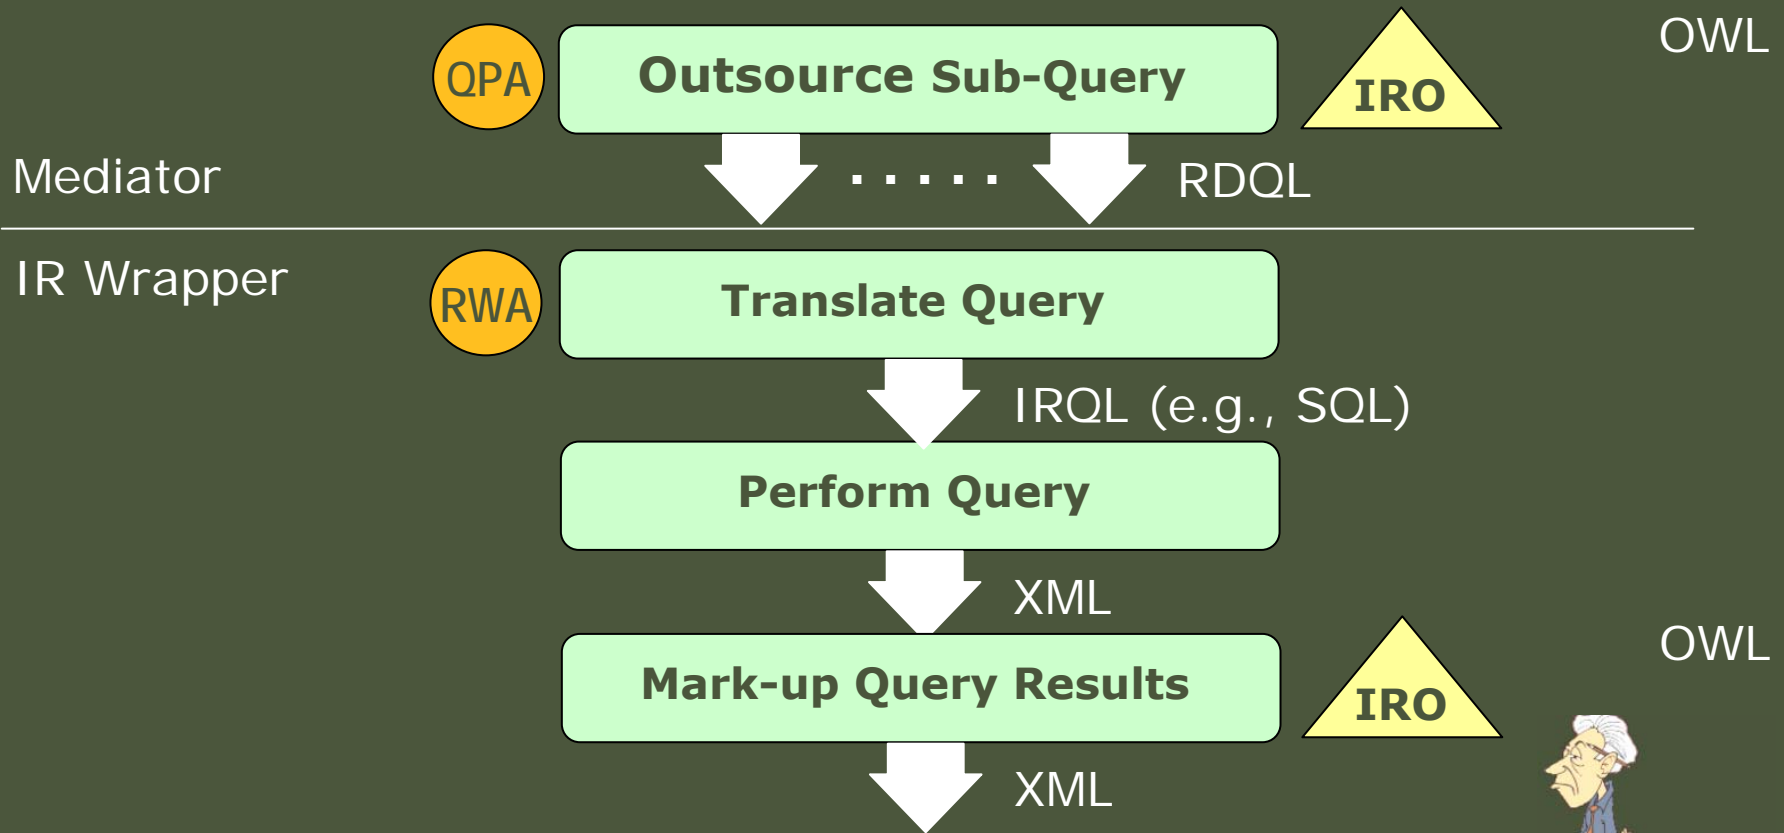 OWL
QPA
Outsource Sub-Query
IRO
Mediator
.....
RDQL
IR Wrapper
RWA
Translate Query
IRQL (e.g., SQL)
Perform Query
XML
Mark-up Query Results
IRO
OWL
XML